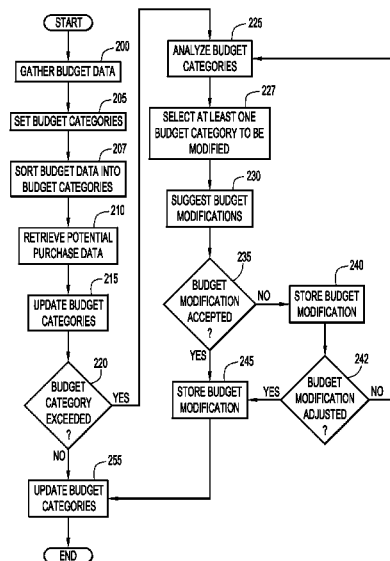 START
200
GATHER BUDGET DATA
205
SET BUDGET CATEGORIES
207
SORT BUDGET DATA INTO
BUDGET CATEGORIES
210
RETRIEVE POTENTIAL
PURCHASE DATA
215
UPDATE BUDGET
CATEGORIES
220
BUDGET
CATEGORY
EXCEEDED
?
YES
NO
255
UPDATE BUDGET
CATEGORIES
END
225
ANALYZE BUDGET
CATEGORIES
227
SELECT AT LEAST ONE
BUDGET CATEGORY TO BE
MODIFIED
230
SUGGEST BUDGET
MODIFICATIONS
235
BUDGET
MODIFICATION
ACCEPTED
?
NO
YES
240
STORE BUDGET
MODIFICATION
242
BUDGET
MODIFICATION
ADJUSTED
?
YES
NO
245
STORE BUDGET
MODIFICATION